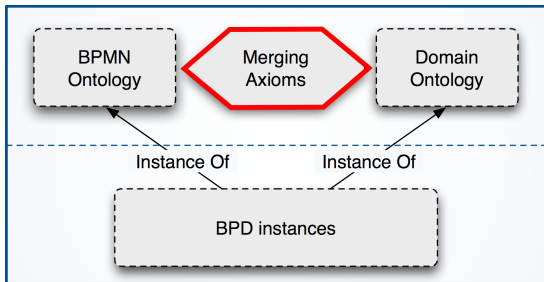 BPMN
Ontology
Merging
Axioms
Domain
Ontology
Instance Of
Instance Of
BPD instances